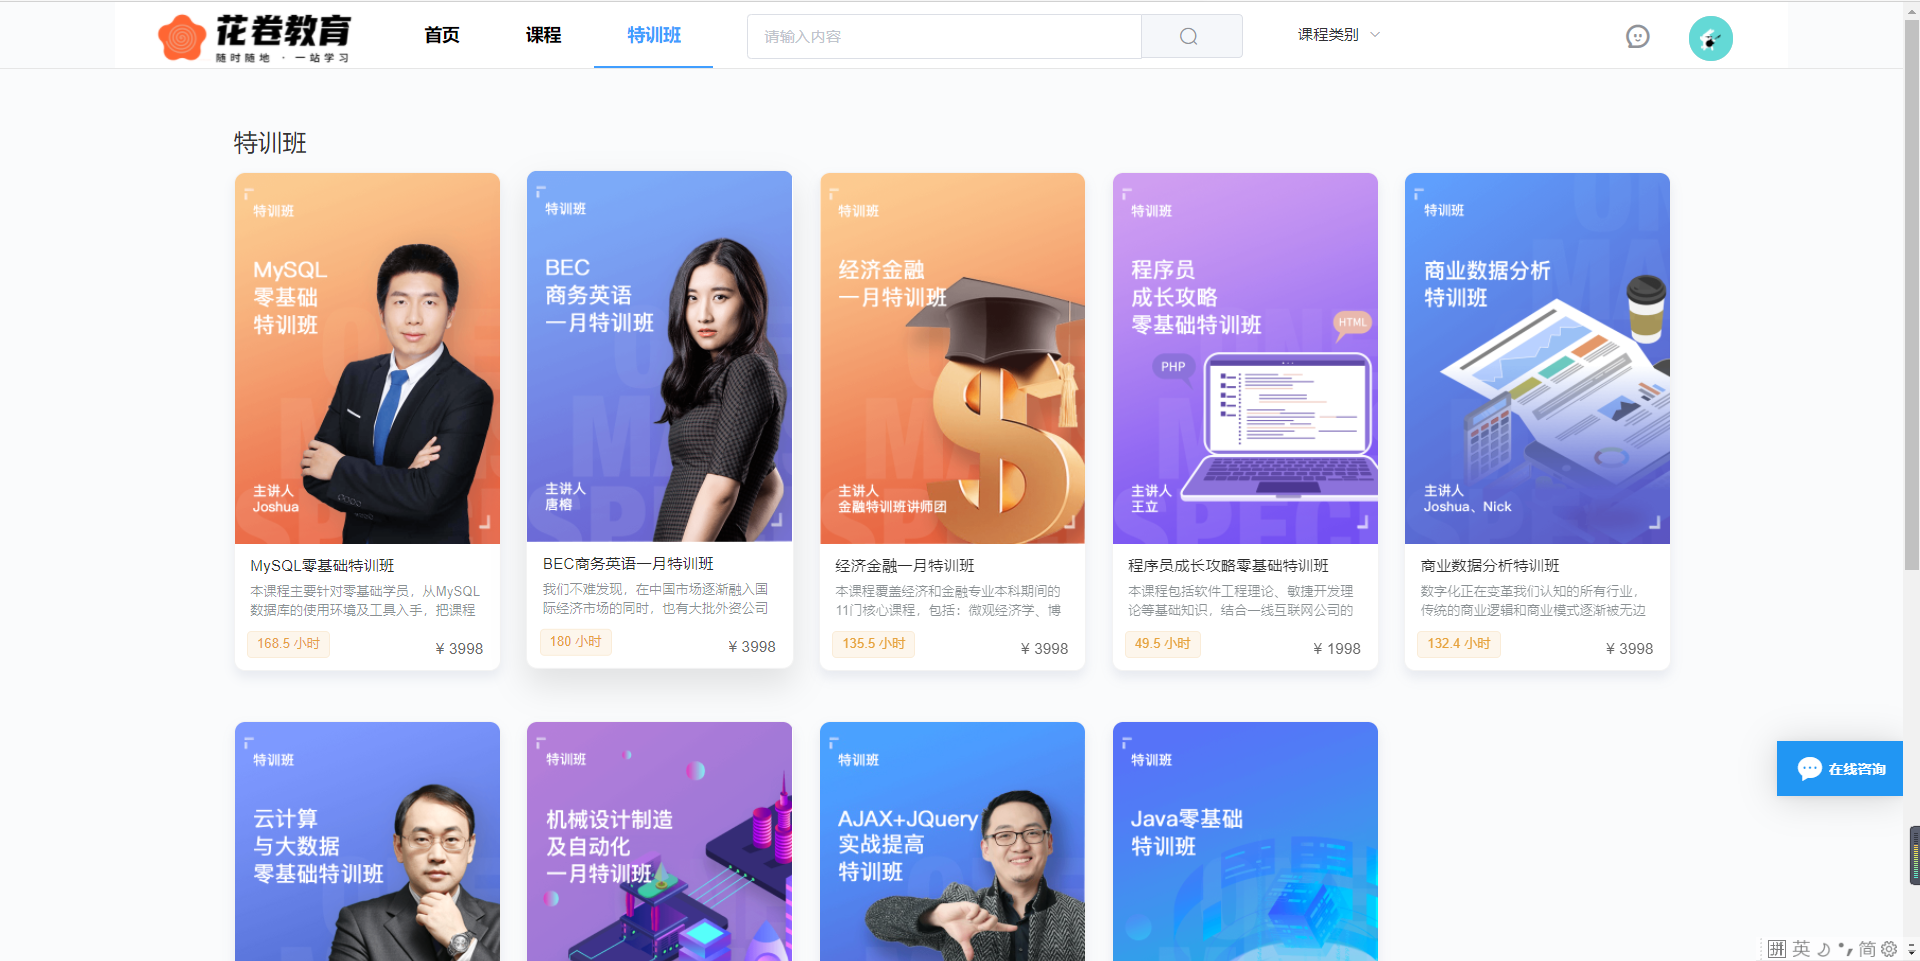 花卷教育
随时随地 · 一站学习
首页
课程
特训班
请输入内容
课程类别
特训班
特训班
MySQL
零基础
特训班
主讲人
Joshua
MySQL零基础特训班
本课程主要针对零基础学员，从MySQL
数据库的使用环境及工具入手，把课程
168.5 小时
¥ 3998
特训班
BEC
商务英语
一月特训班
主讲人
唐榕
BEC商务英语一月特训班
我们不难发现，在中国市场逐渐融入国
际经济市场的同时，也有大批外资公司
180 小时
¥ 3998
特训班
经济金融
一月特训班
主讲人
金融特训班讲师团
经济金融一月特训班
本课程覆盖经济和金融专业本科期间的
11门核心课程，包括：微观经济学、博
135.5 小时
¥ 3998
特训班
程序员
成长攻略
零基础特训班
HTML
PHP
主讲人
王立
程序员成长攻略零基础特训班
本课程包括软件工程理论、敏捷开发理
论等基础知识，结合一线互联网公司的
49.5 小时
¥ 1998
特训班
商业数据分析
特训班
主讲人
Joshua、Nick
商业数据分析特训班
数字化正在变革我们认知的所有行业，
传统的商业逻辑和商业模式逐渐被无边
132.4 小时
¥ 3998
特训班
云计算
与大数据
零基础特训班
特训班
机械设计制造
及自动化
一月特训班
特训班
AJAX+JQuery
实战提高
特训班
特训班
Java零基础
特训班
在线咨询
拼 英 简